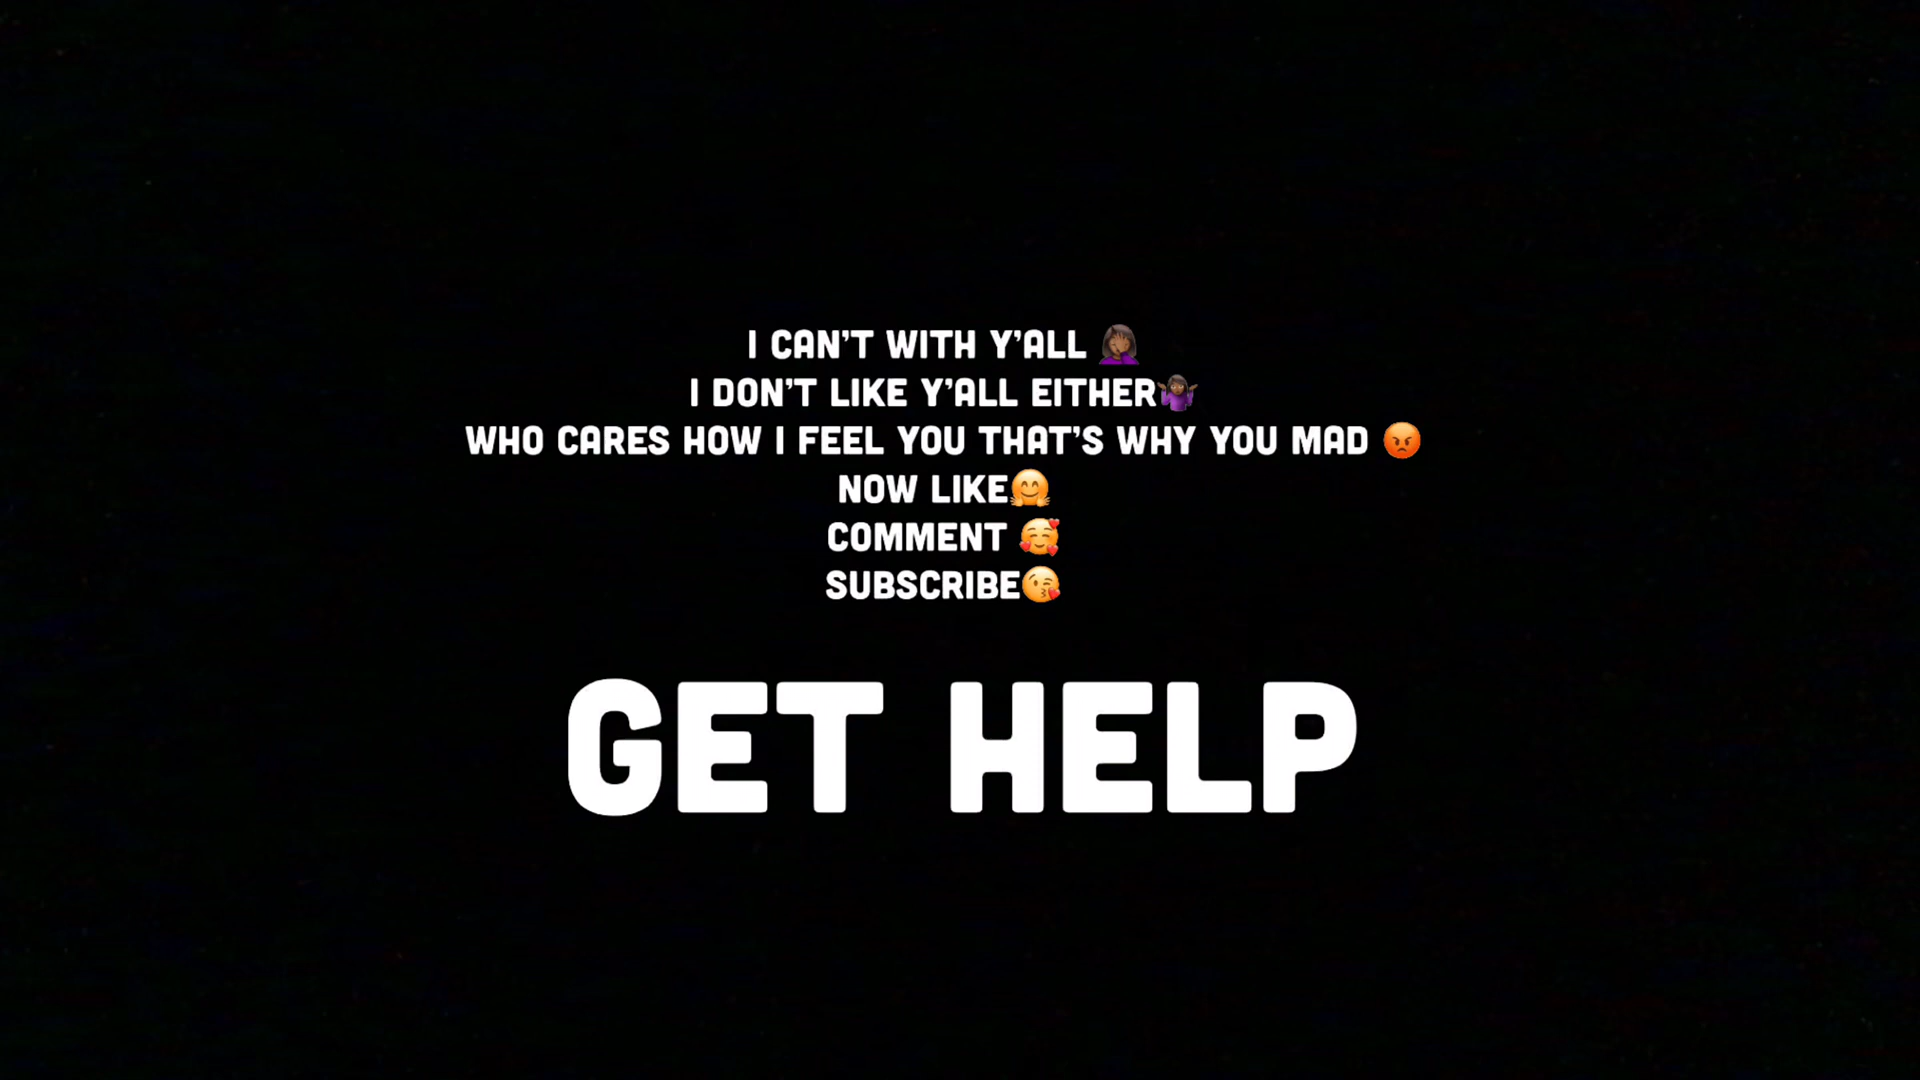 I CAN'T WITH Y'ALL 🤦🏾‍♀️
I DON'T LIKE Y'ALL EITHER🤷🏾‍♀️
WHO CARES HOW I FEEL YOU THAT'S WHY YOU MAD 😡
NOW LIKE🤗
COMMENT 🥰
SUBSCRIBE😘
GET HELP